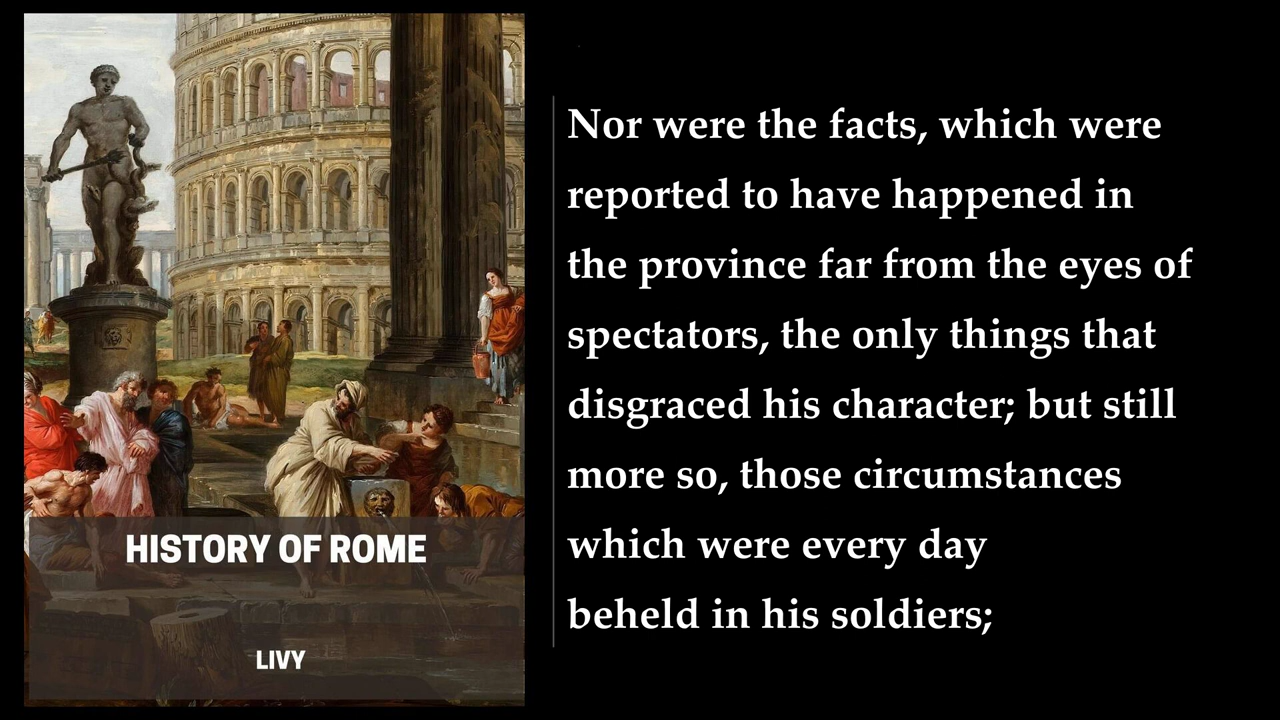 HISTORY OF ROME
LIVY
Nor were the facts, which were
reported to have happened in
the province far from the eyes of
spectators, the only things that
disgraced his character; but still
more so, those circumstances
which were every day
beheld in his soldiers;